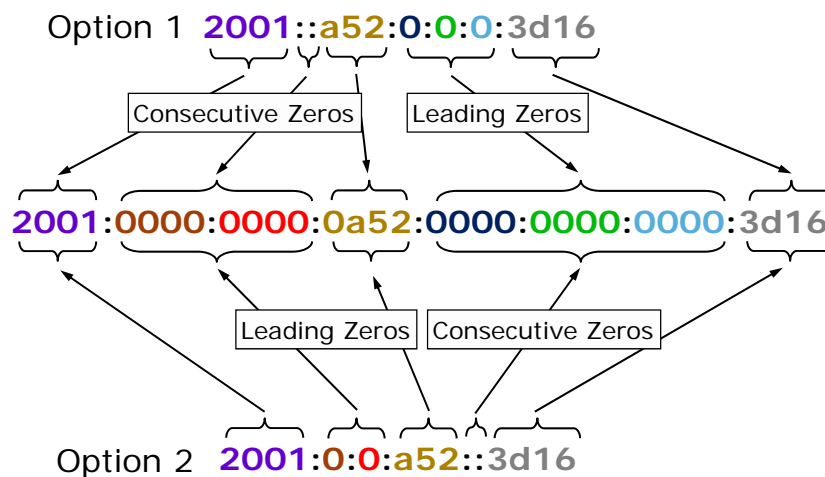 Option 1 2001::a52:0:0:0:3d16
Consecutive Zeros Leading Zeros
2001:0000:0000:0a52:0000:0000:0000:3d16
Leading Zeros Consecutive Zeros
Option 2 2001:0:0:a52::3d16